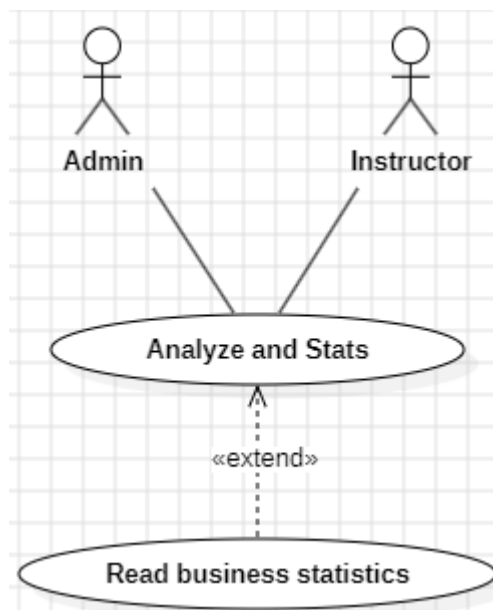 Admin
Instructor
Analyze and Stats
«extend»
Read business statistics